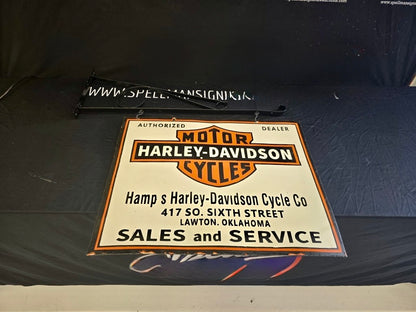 WWW.SPELLMANSIGNIKIK
AUTHORIZED DEALER
MOTOR
HARLEY-DAVIDSON
CYCLES
Hamp s Harley-Davidson Cycle Co
417 SO. SIXTH STREET
LAWTON. OKLAHOMA
SALES and SERVICE